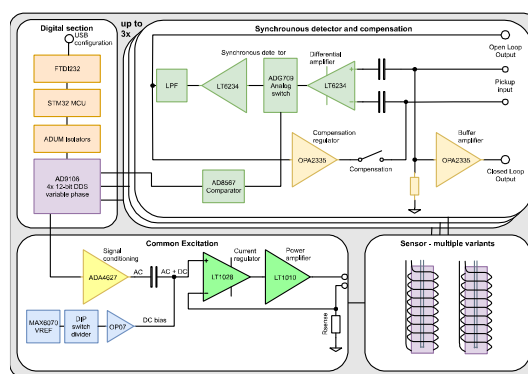 Digital section
USB
configuration
FTDI232
STM32 MCU
ADUM Isolators
AD9106
4x 12-bit DDS
variable phase
up to
3x
Synchrounous detector and compensation
Synchronous detector
Differential
amplifier
LPF
LT6234
ADG709
Analog
switch
LT6234
Open Loop
Output
Pickup
input
Compensation
regulator
OPA2335
Compensation
Buffer
amplifier
OPA2335
Closed Loop
Output
AD8567
Comparator
Common Excitation
Signal
conditioning
ADA4627
AC
AC + DC
Current
regulator
LT1028
Power
amplifier
LT1010
MAX6070
VREF
DIP
switch
divider
OP07
DC bias
Rsense
Sensor - multiple variants